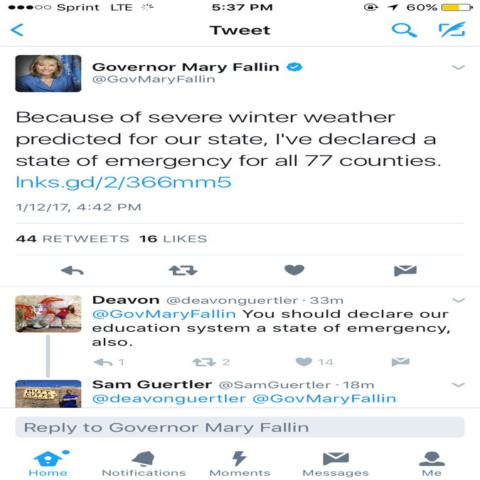 Sprint LTE 5:37 PM 60%
Tweet
Governor Mary Fallin
@GovMaryFallin
Because of severe winter weather
predicted for our state, I've declared a
state of emergency for all 77 counties.
lnks.gd/2/366mm5
1/12/17, 4:42 PM
44 RETWEETS 16 LIKES
Deavon @deavonguertler · 33m
@GovMaryFallin You should declare our
education system a state of emergency,
also.
1 2 14
Sam Guertler @SamGuertler · 18m
@deavonguertler @GovMaryFallin
Reply to Governor Mary Fallin
Home Notifications Moments Messages Me